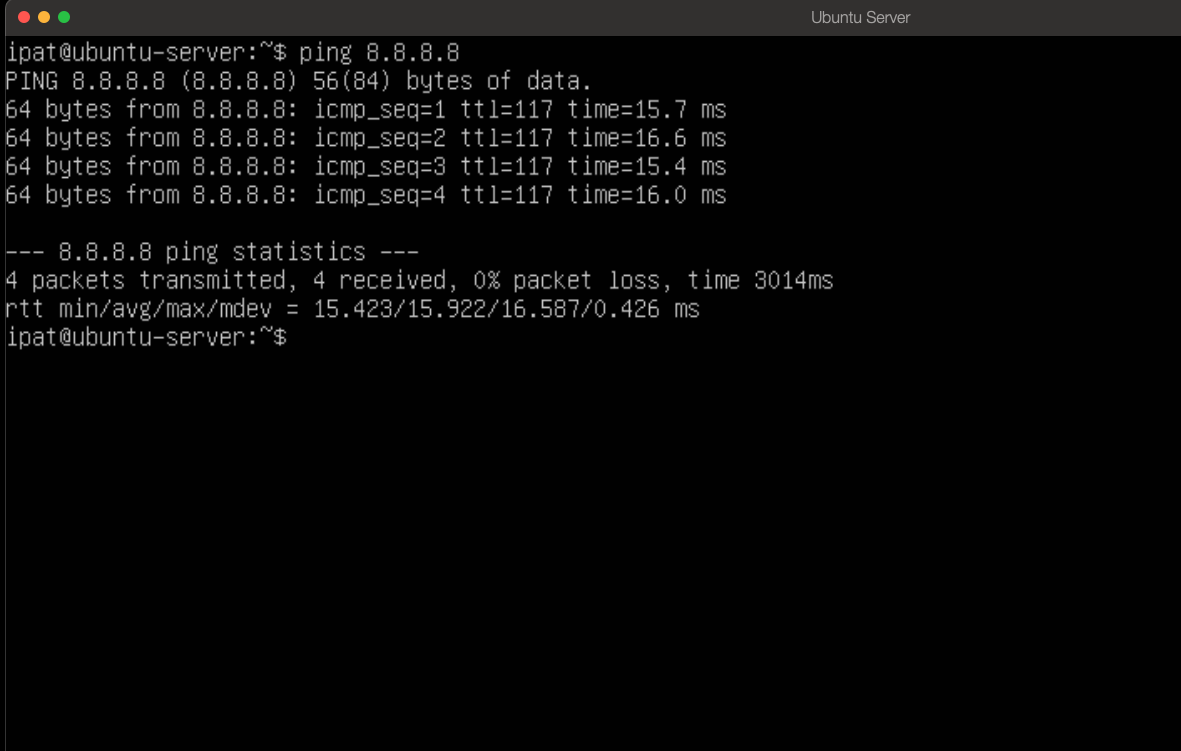 Ubuntu Server
ipat@ubuntu-server:~$ ping 8.8.8.8
PING 8.8.8.8 (8.8.8.8) 56(84) bytes of data.
64 bytes from 8.8.8.8: icmp_seq=1 ttl=117 time=15.7 ms
64 bytes from 8.8.8.8: icmp_seq=2 ttl=117 time=16.6 ms
64 bytes from 8.8.8.8: icmp_seq=3 ttl=117 time=15.4 ms
64 bytes from 8.8.8.8: icmp_seq=4 ttl=117 time=16.0 ms
--- 8.8.8.8 ping statistics ---
4 packets transmitted, 4 received, 0% packet loss, time 3014ms
rtt min/avg/max/mdev = 15.423/15.922/16.587/0.426 ms
ipat@ubuntu-server:~$